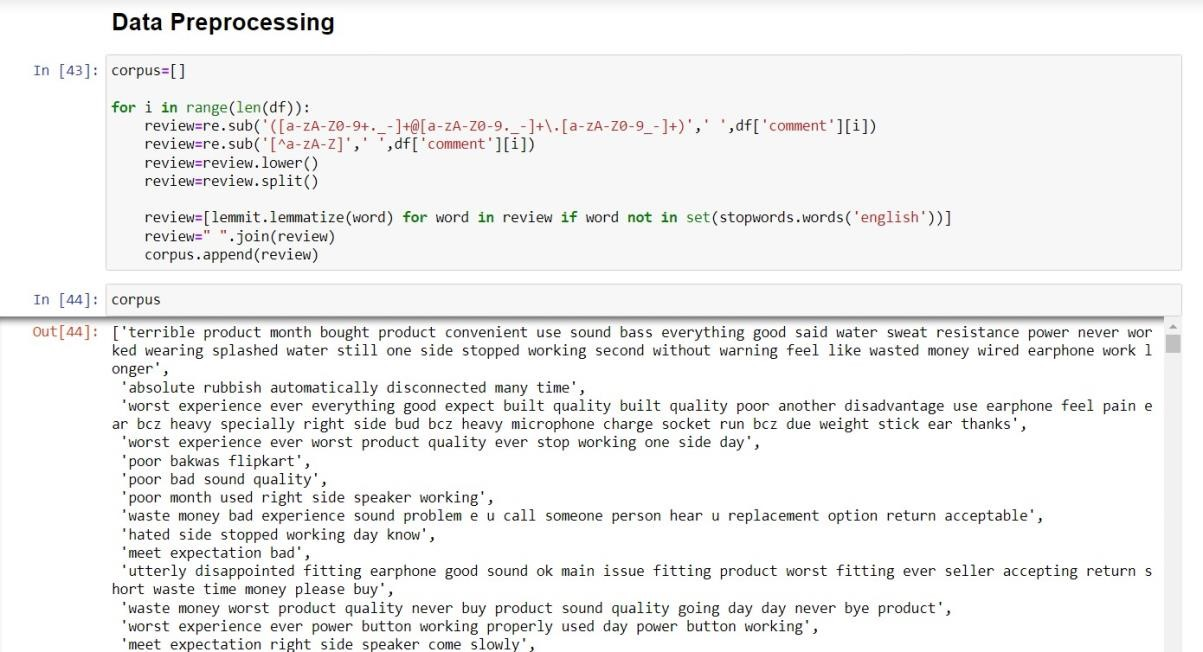 Data Preprocessing
In [43]: corpus=[]
for i in range(len(df)):
review=re.sub('([a-zA-Z0-9+._-]+@[a-zA-Z0-9._-]+\.[a-zA-Z0-9_-]+)',' ',df['comment'][i])
review=re.sub('[^a-zA-Z]',' ',df['comment'][i])
review=review.lower()
review=review.split()
review=[lemmit.lemmatize(word) for word in review if word not in set(stopwords.words('english'))]
review=" ".join(review)
corpus.append(review)
In [44]: corpus
Out[44]: ['terrible product month bought product convenient use sound bass everything good said water sweat resistance power never wor
ked wearing splashed water still one side stopped working second without warning feel like wasted money wired earphone work l
onger',
'absolute rubbish automatically disconnected many time',
'worst experience ever everything good expect built quality built quality poor another disadvantage use earphone feel pain e
ar bcz heavy specially right side bud bcz heavy microphone charge socket run bcz due weight stick ear thanks',
'worst experience ever worst product quality ever stop working one side day',
'poor bakwas flipkart',
'poor bad sound quality',
'poor month used right side speaker working',
'waste money bad experience sound problem e u call someone person hear u replacement option return acceptable',
'hated side stopped working day know',
'meet expectation bad',
'utterly disappointed fitting earphone good sound ok main issue fitting product worst fitting ever seller accepting return s
hort waste time money please buy',
'waste money worst product quality never buy product sound quality going day day never bye product',
'worst experience ever power button working properly used day power button working',
'meet expectation right side speaker come slowly',